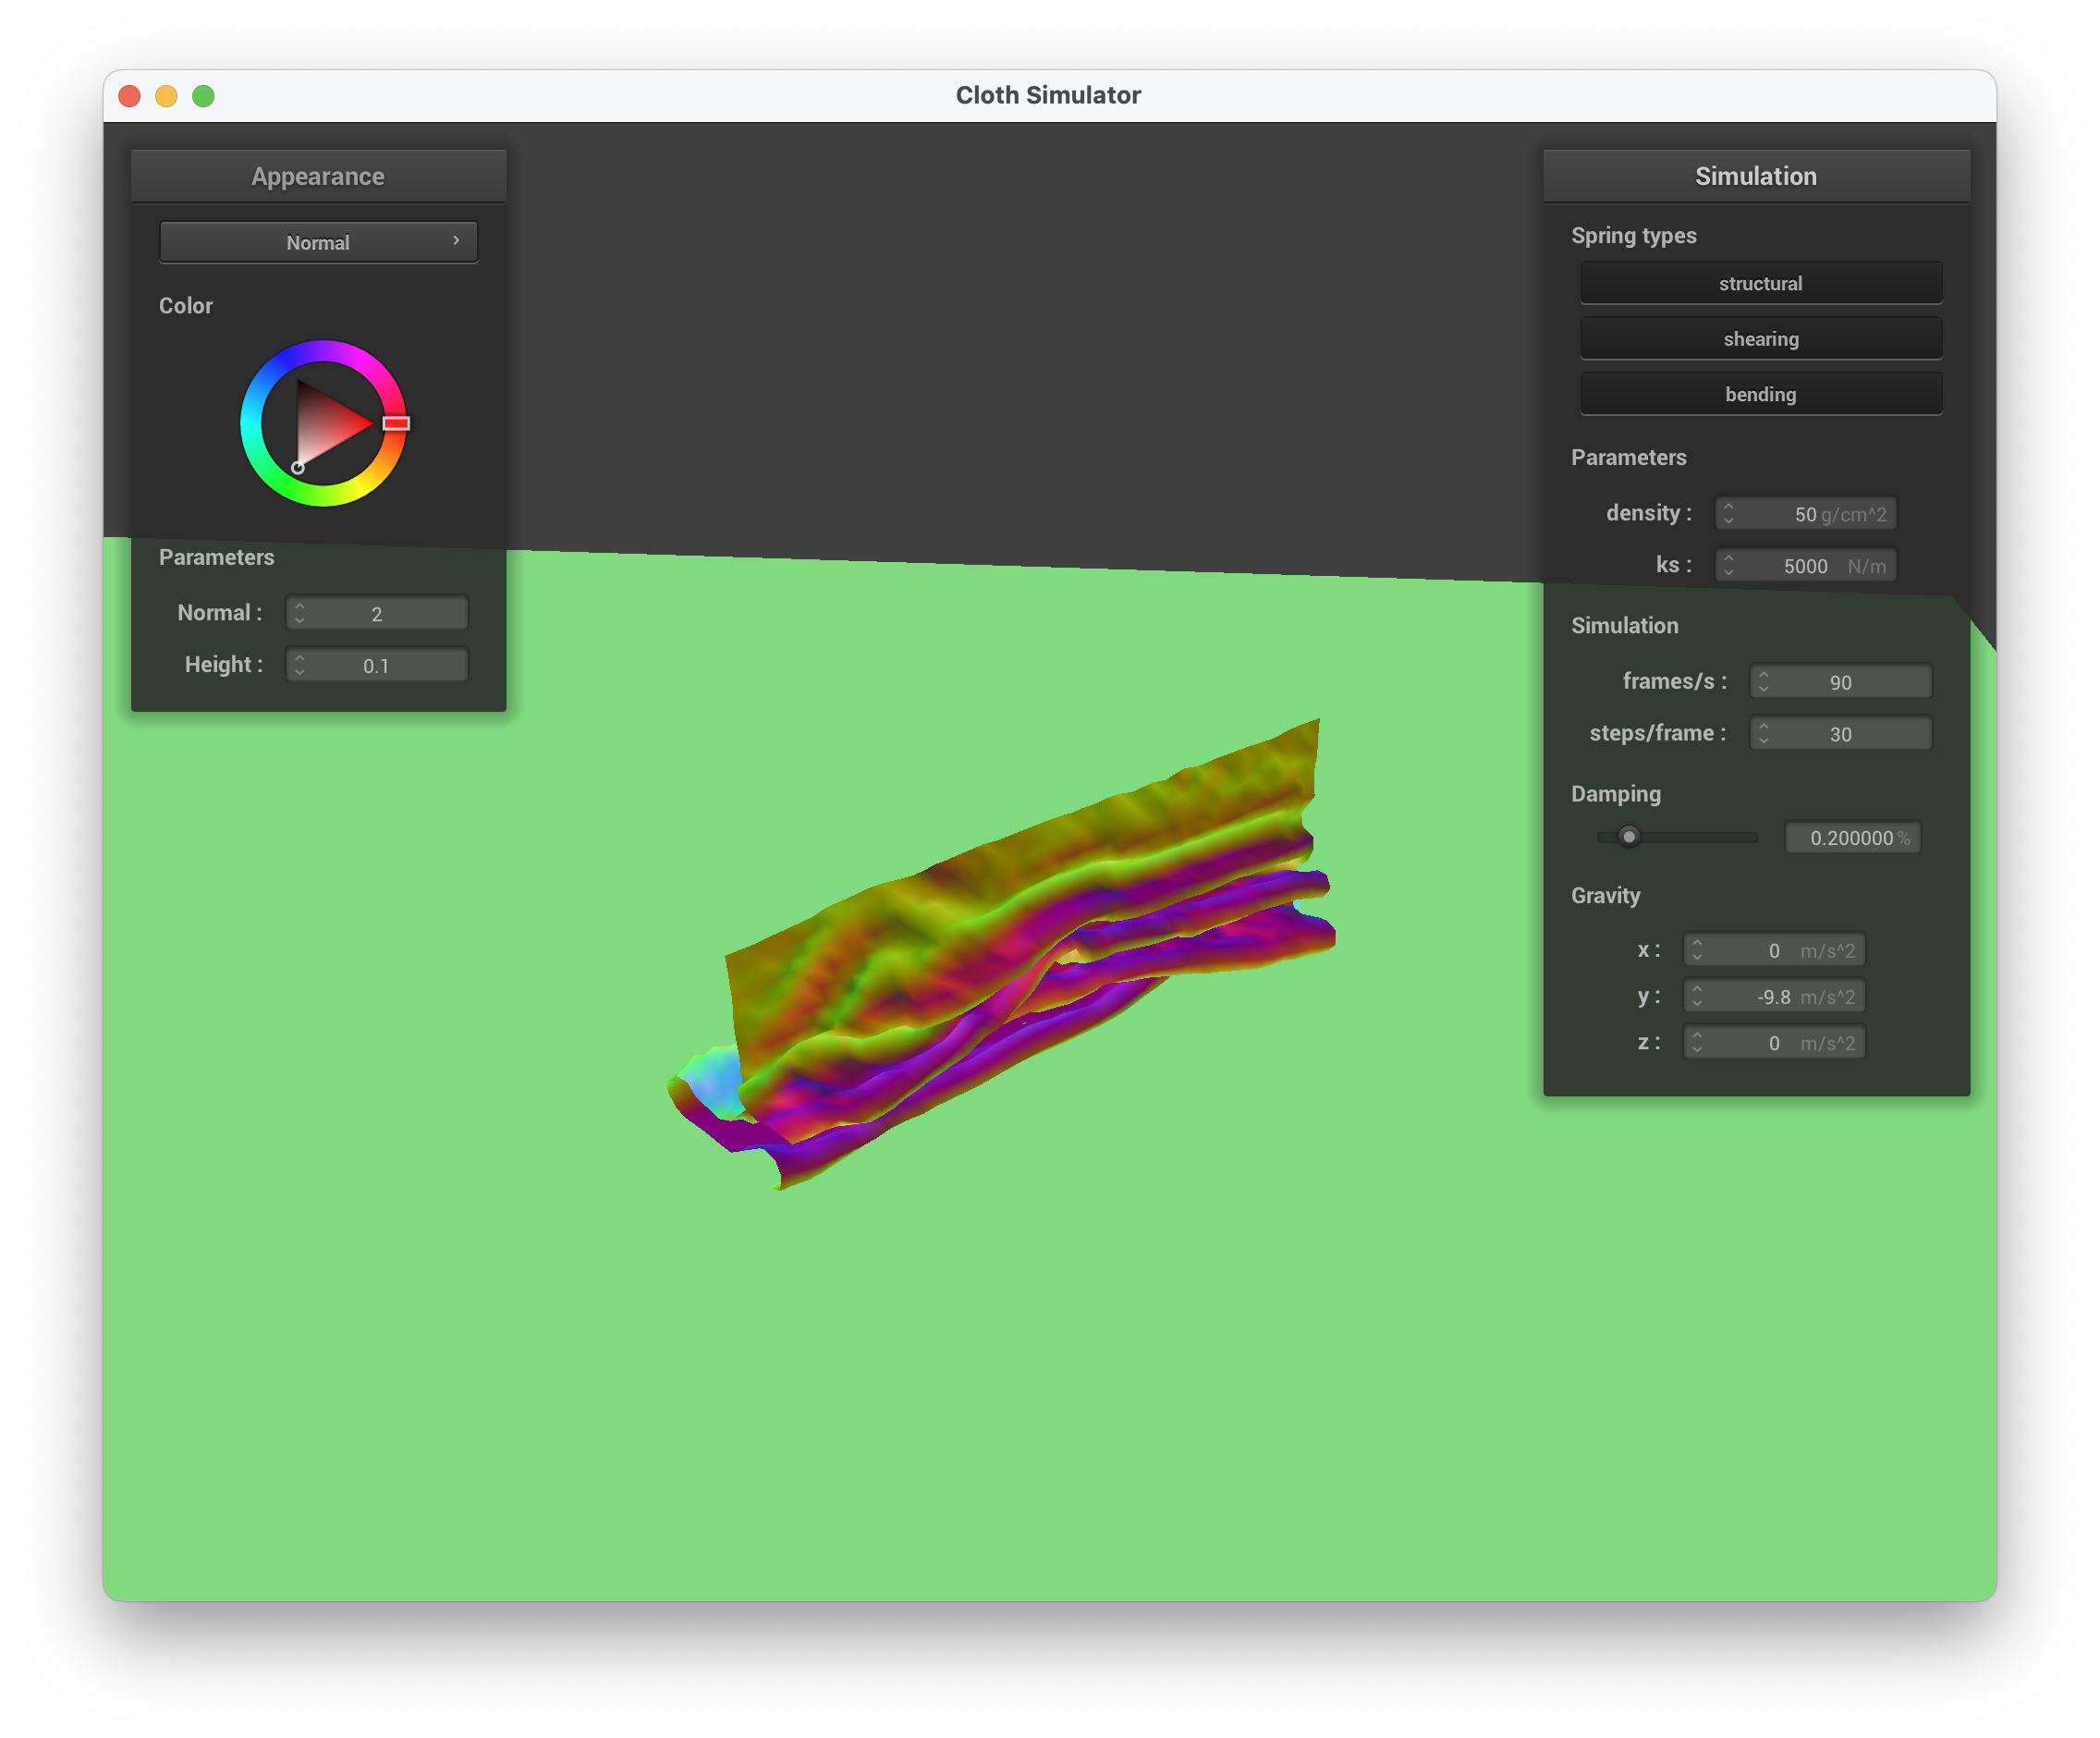 Cloth Simulator
Appearance
Normal
Color
Parameters
Normal : 2
Height : 0.1
Simulation
Spring types
structural
shearing
bending
Parameters
density : 50 g/cm^2
ks : 5000 N/m
Simulation
frames/s : 90
steps/frame : 30
Damping
0.200000 %
Gravity
x : 0 m/s^2
y : -9.8 m/s^2
z : 0 m/s^2